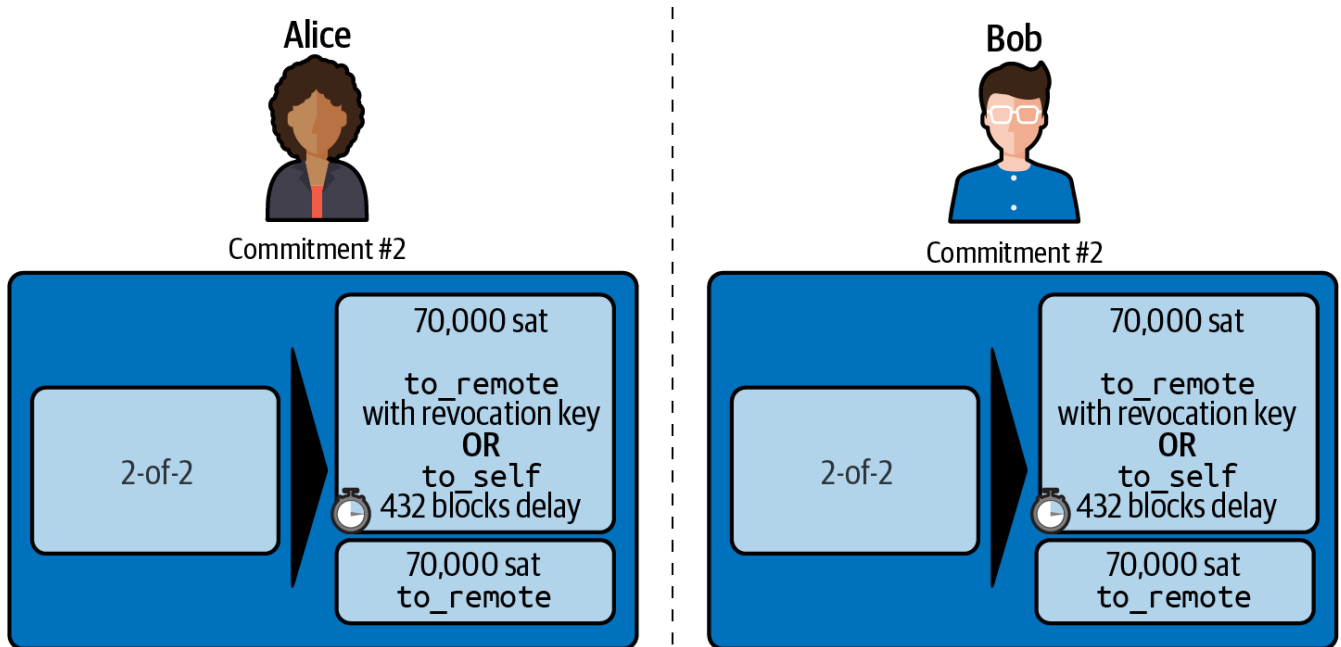 Alice
Commitment #2
2-of-2
70,000 sat
to_remote
with revocation key
OR
to_self
432 blocks delay
70,000 sat
to_remote
Bob
Commitment #2
2-of-2
70,000 sat
to_remote
with revocation key
OR
to_self
432 blocks delay
70,000 sat
to_remote